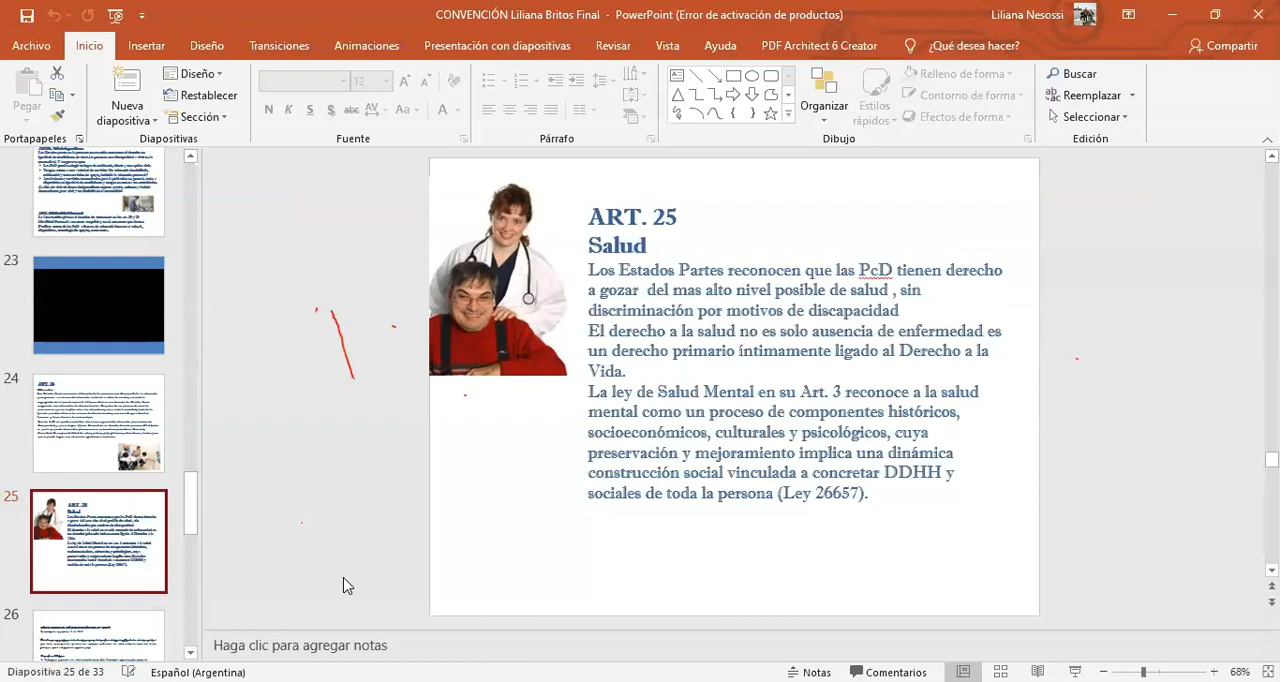 CONVENCIÓN Liliana Britos Final - PowerPoint (Error de activación de productos)
Liliana Nesossi
Archivo
Inicio
Insertar
Diseño
Transiciones
Animaciones
Presentación con diapositivas
Revisar
Vista
Ayuda
PDF Architect 6 Creator
¿Qué desea hacer?
Compartir
Pegar
Portapapeles
Nueva
diapositiva
Diseño
Restablecer
Sección
Diapositivas
12
N K S S abc AV Aa A
Fuente
Párrafo
Organizar
Estilos
rápidos
Relleno de forma
Contorno de forma
Efectos de forma
Dibujo
Buscar
Reemplazar
Seleccionar
Edición
23
24
25
26
ART. 25
Salud
Los Estados Partes reconocen que las PcD tienen derecho
a gozar del mas alto nivel posible de salud , sin
discriminación por motivos de discapacidad
El derecho a la salud no es solo ausencia de enfermedad es
un derecho primario íntimamente ligado al Derecho a la
Vida.
La ley de Salud Mental en su Art. 3 reconoce a la salud
mental como un proceso de componentes históricos,
socioeconómicos, culturales y psicológicos, cuya
preservación y mejoramiento implica una dinámica
construcción social vinculada a concretar DDHH y
sociales de toda la persona (Ley 26657).
Haga clic para agregar notas
Diapositiva 25 de 33
Español (Argentina)
Notas
Comentarios
68%